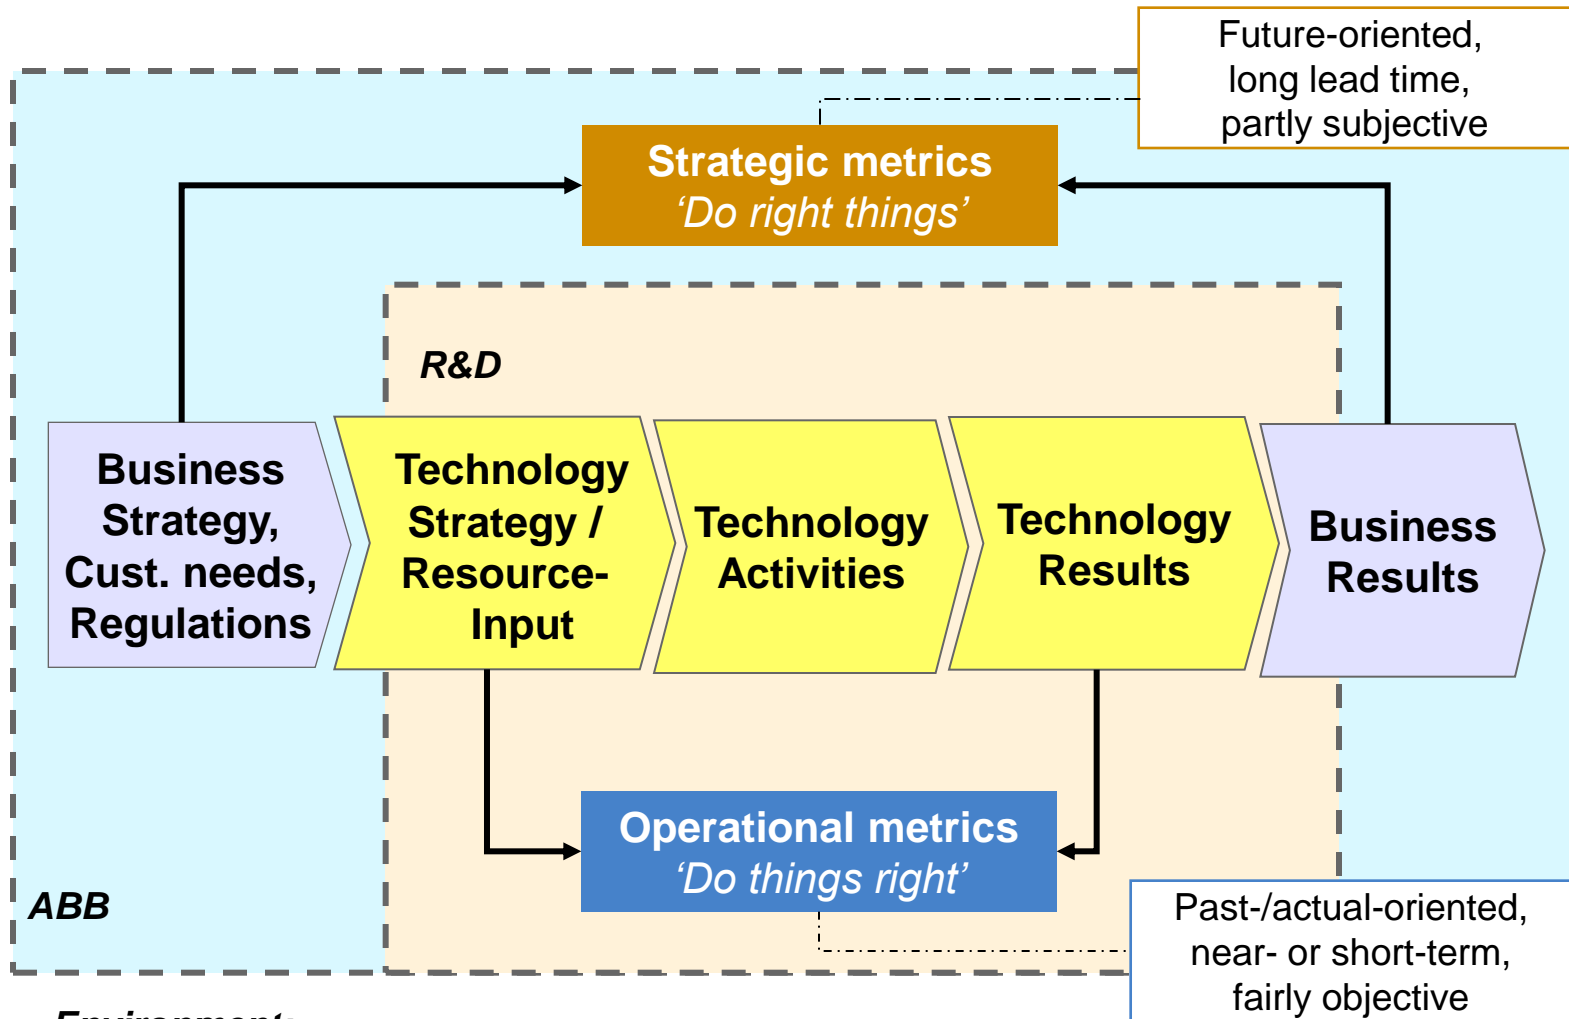 Future-oriented,
long lead time,
partly subjective
Strategic metrics
‘Do right things’
R&D
Business
Strategy,
Cust. needs,
Regulations
Technology
Strategy /
Resource-
Input
Technology
Activities
Technology
Results
Business
Results
Operational metrics
‘Do things right’
ABB
Past-/actual-oriented,
near- or short-term,
fairly objective